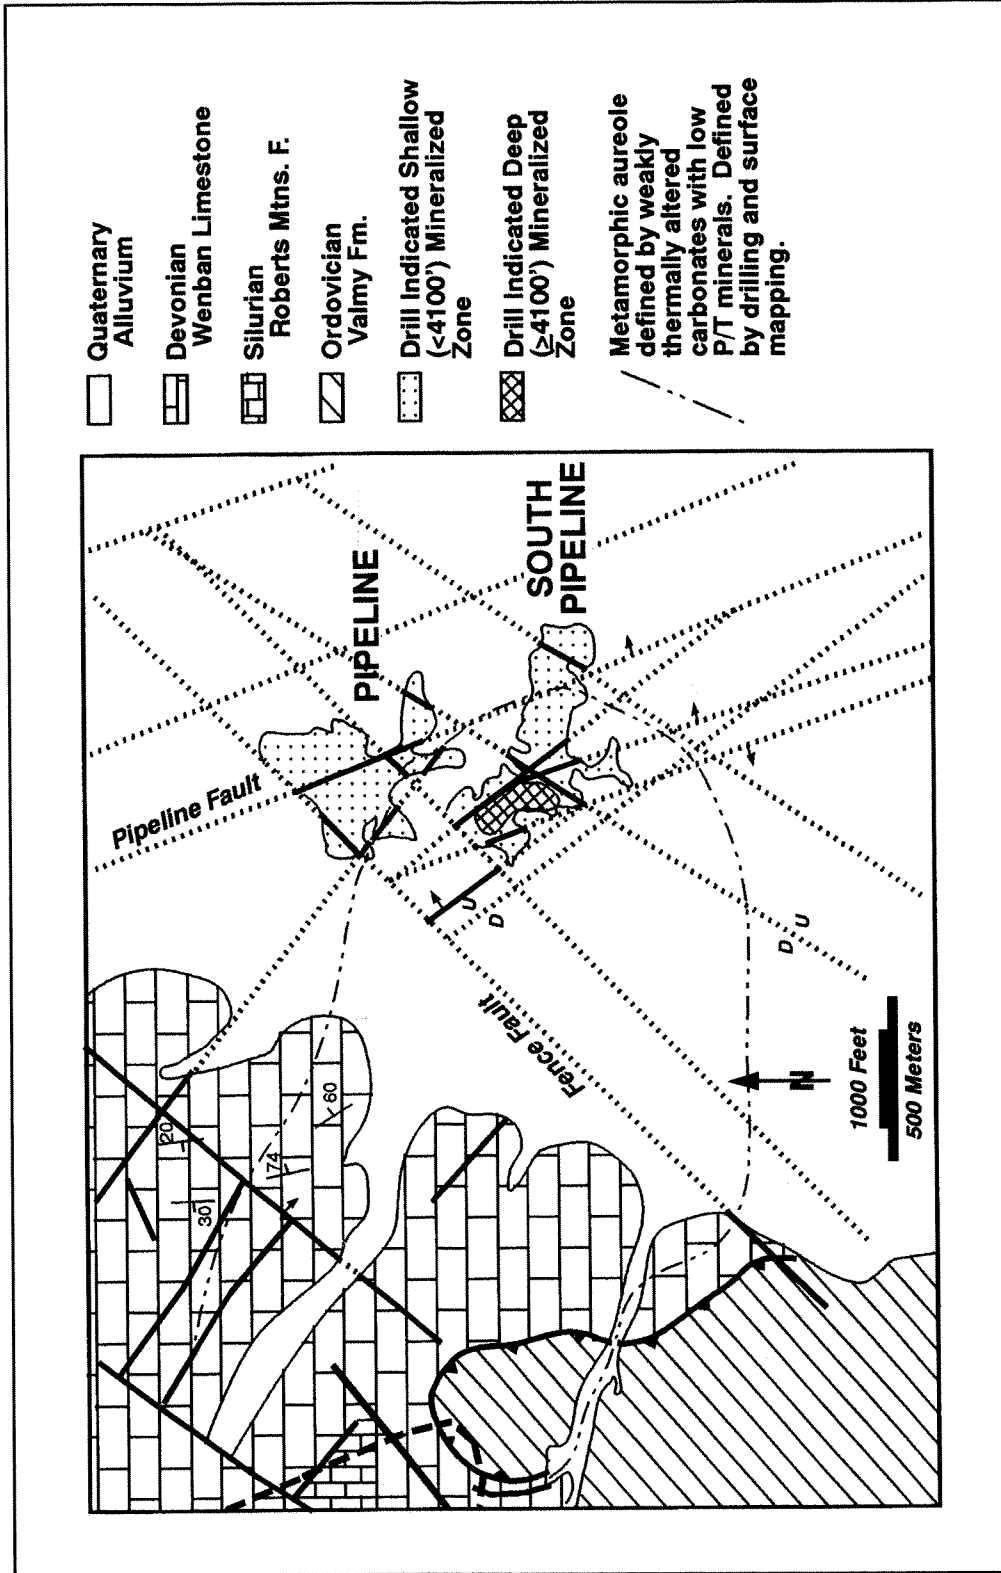 Quaternary
Alluvium
Devonian
Wenban Limestone
Silurian
Roberts Mtns. F.
Ordovician
Valmy Fm.
Drill Indicated Shallow
(<4100') Mineralized
Zone
Drill Indicated Deep
(≥4100') Mineralized
Zone
Metamorphic aureole
defined by weakly
thermally altered
carbonates with low
P/T minerals. Defined
by drilling and surface
mapping.
Pipeline Fault
PIPELINE
SOUTH
PIPELINE
Fence Fault
U
D
D
U
20
30
74
60
N
1000 Feet
500 Meters